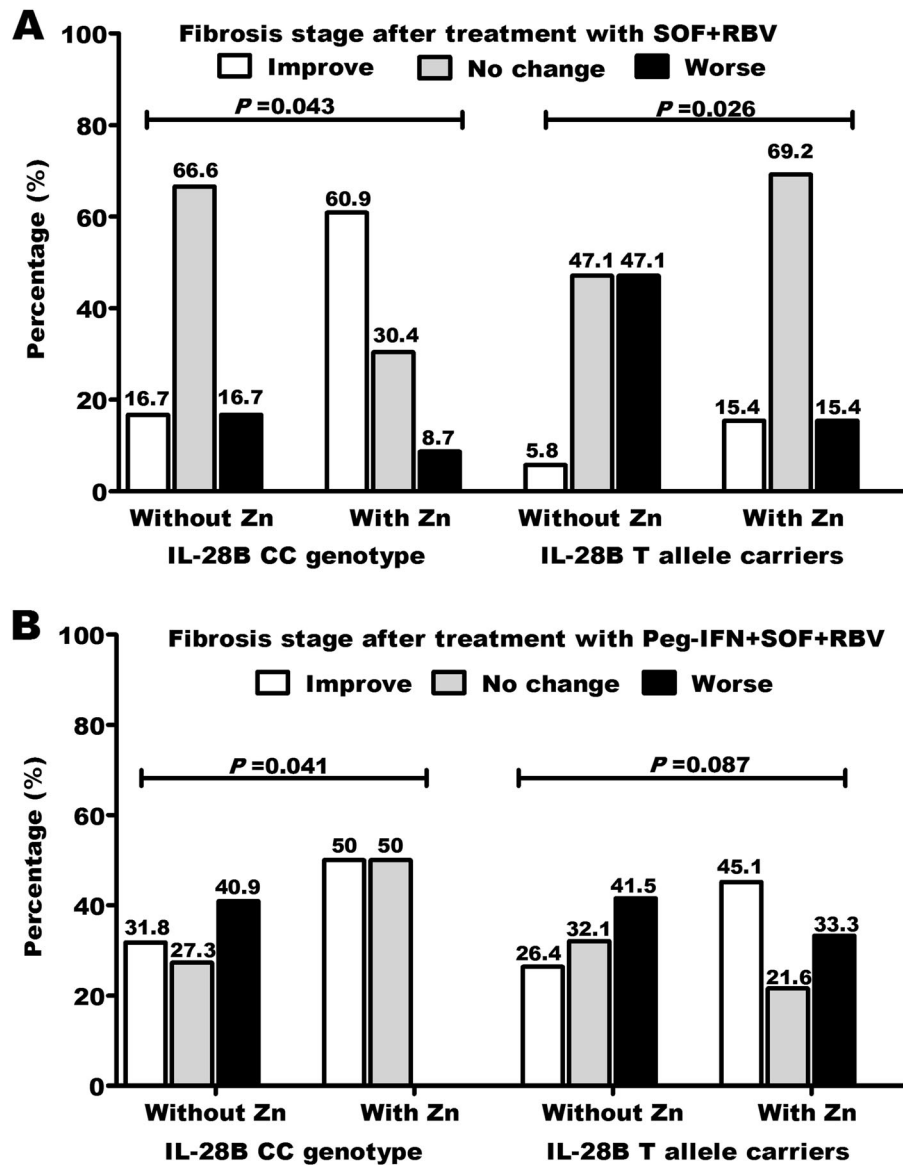 A
Fibrosis stage after treatment with SOF+RBV
Improve No change Worse
P =0.043 P =0.026
Percentage (%)
100
80
60
40
20
0
16.7 66.6 16.7 60.9 30.4 8.7 5.8 47.1 47.1 15.4 69.2 15.4
Without Zn With Zn Without Zn With Zn
IL-28B CC genotype IL-28B T allele carriers
B
Fibrosis stage after treatment with Peg-IFN+SOF+RBV
Improve No change Worse
P =0.041 P =0.087
Percentage (%)
100
80
60
40
20
0
31.8 27.3 40.9 50 50 26.4 32.1 41.5 45.1 21.6 33.3
Without Zn With Zn Without Zn With Zn
IL-28B CC genotype IL-28B T allele carriers